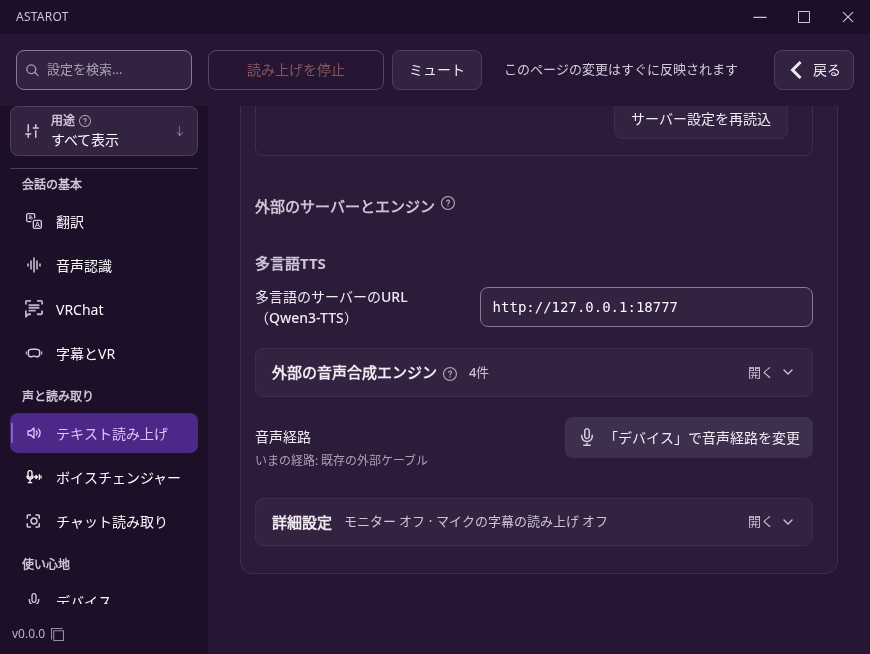 ASTAROT
設定を検索...
読み上げを停止
ミュート
このページの変更はすぐに反映されます
戻る
用途
すべて表示
会話の基本
翻訳
音声認識
VRChat
字幕とVR
声と読み取り
テキスト読み上げ
ボイスチェンジャー
チャット読み取り
使い心地
デバイス
v0.0.0
サーバー設定を再読込
外部のサーバーとエンジン
多言語TTS
多言語のサーバーのURL
（Qwen3-TTS）
http://127.0.0.1:18777
外部の音声合成エンジン 4件 開く
音声経路
いまの経路: 既存の外部ケーブル
「デバイス」で音声経路を変更
詳細設定 モニター オフ · マイクの字幕の読み上げ オフ 開く